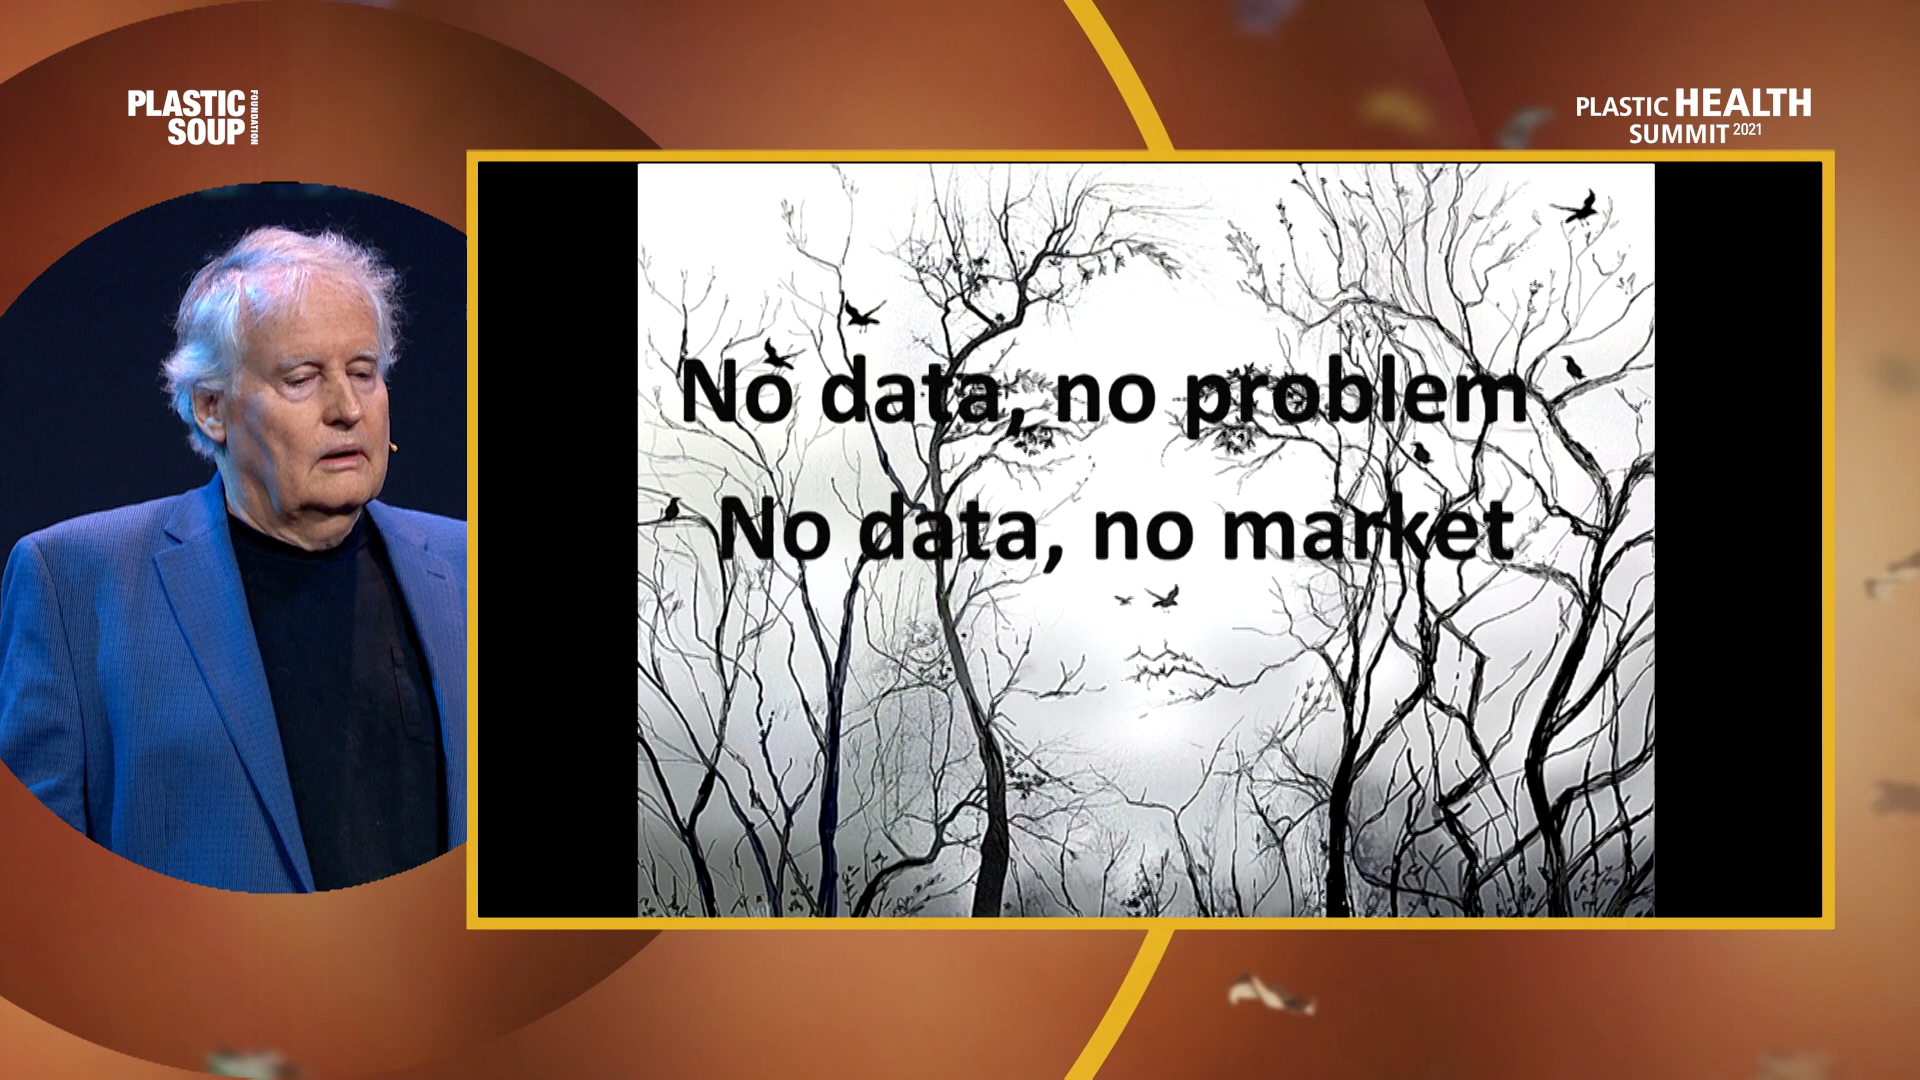 PLASTIC
SOUP
FOUNDATION
PLASTIC HEALTH
SUMMIT 2021
No data, no problem
No data, no market